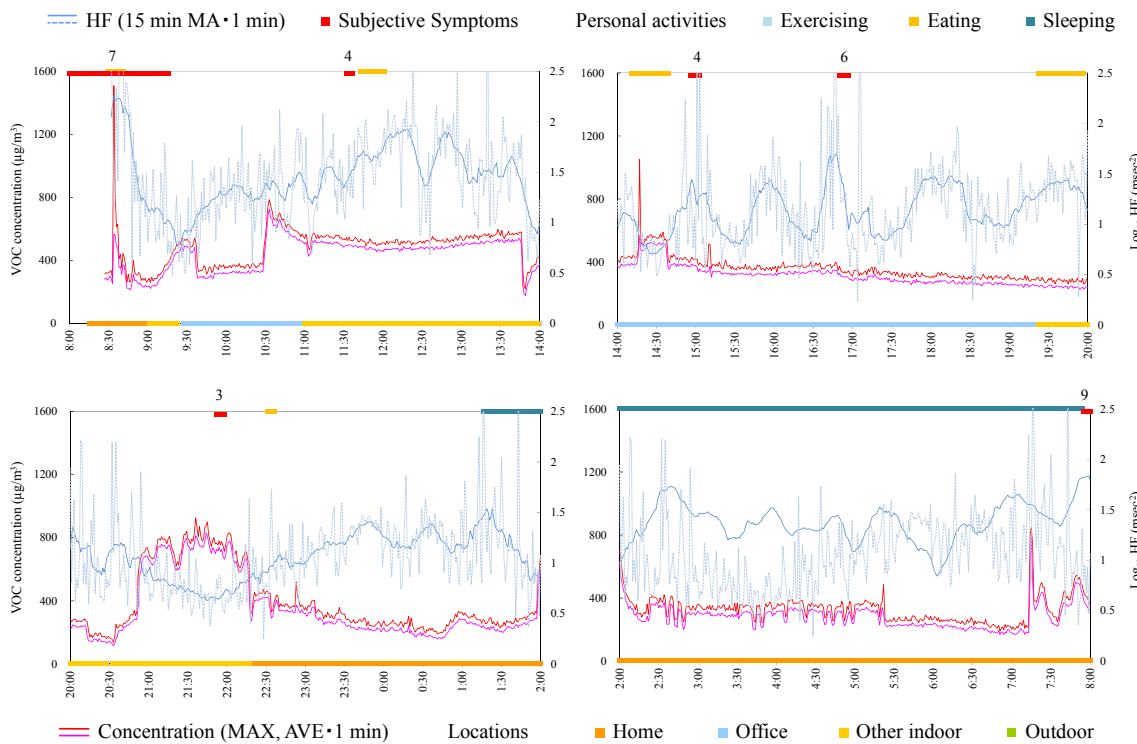 HF (15 min MA・1 min) Subjective Symptoms Personal activities Exercising Eating Sleeping
7 4
1600 1200 800 400 0
VOC concentration (μg/m³)
2.5 2 1.5 1 0.5 0
8:00 8:30 9:00 9:30 10:00 10:30 11:00 11:30 12:00 12:30 13:00 13:30 14:00
4 6
1600 1200 800 400 0
2.5 2 1.5 1 0.5 0
HF (msec²)
14:00 14:30 15:00 15:30 16:00 16:30 17:00 17:30 18:00 18:30 19:00 19:30 20:00
3
1600 1200 800 400 0
VOC concentration (μg/m³)
2.5 2 1.5 1 0.5 0
20:00 20:30 21:00 21:30 22:00 22:30 23:00 23:30 0:00 0:30 1:00 1:30 2:00
9
1600 1200 800 400 0
2.5 2 1.5 1 0.5 0
HF (msec²)
2:00 2:30 3:00 3:30 4:00 4:30 5:00 5:30 6:00 6:30 7:00 7:30 8:00
Concentration (MAX, AVE・1 min) Locations Home Office Other indoor Outdoor